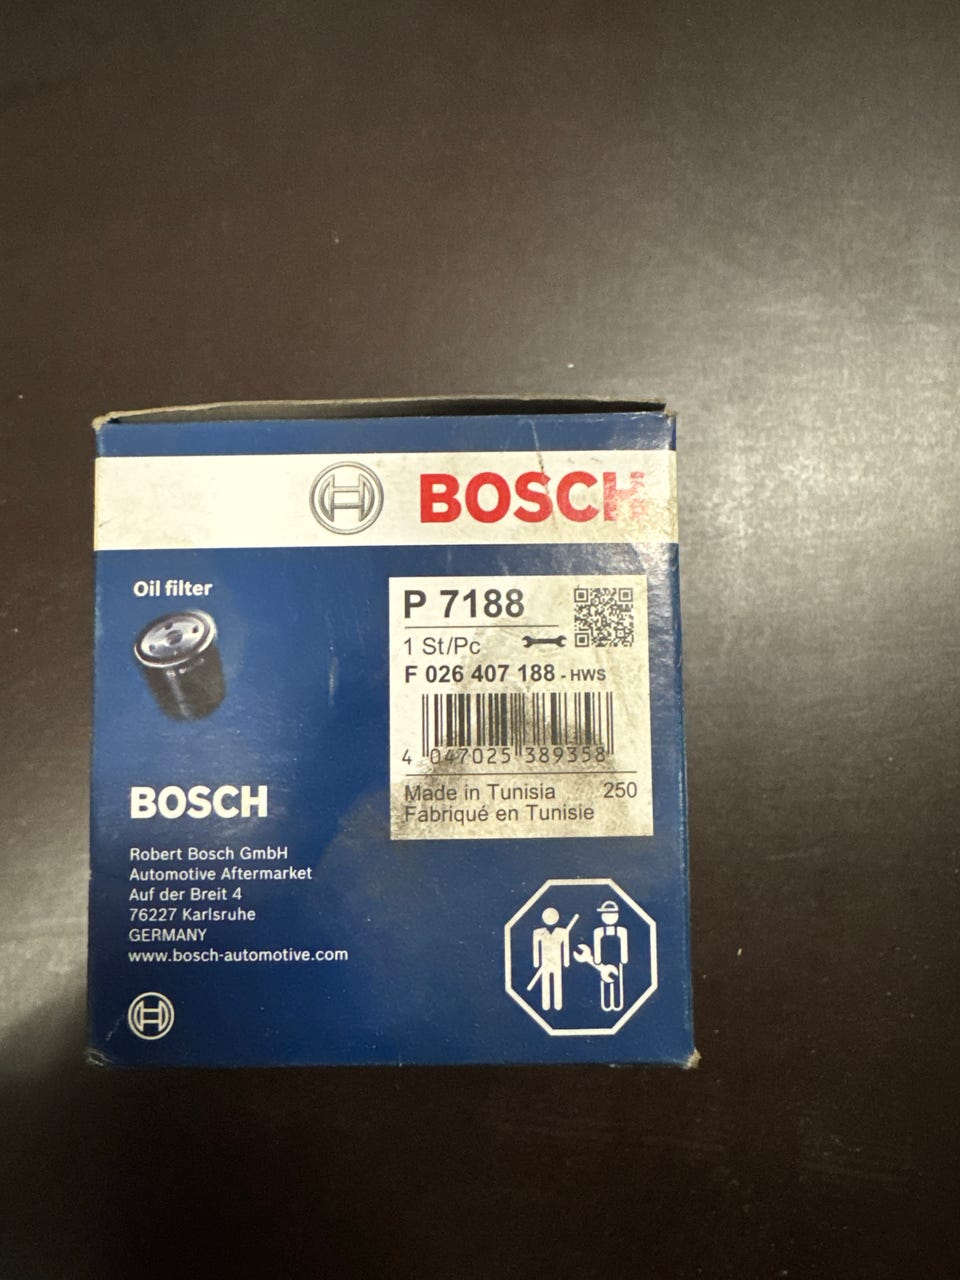 BOSCH
Oil filter
P 7188
1 St/Pc
F 026 407 188 - HWS
4 047025 389358
Made in Tunisia 250
Fabriqué en Tunisie
BOSCH
Robert Bosch GmbH
Automotive Aftermarket
Auf der Breit 4
76227 Karlsruhe
GERMANY
www.bosch-automotive.com